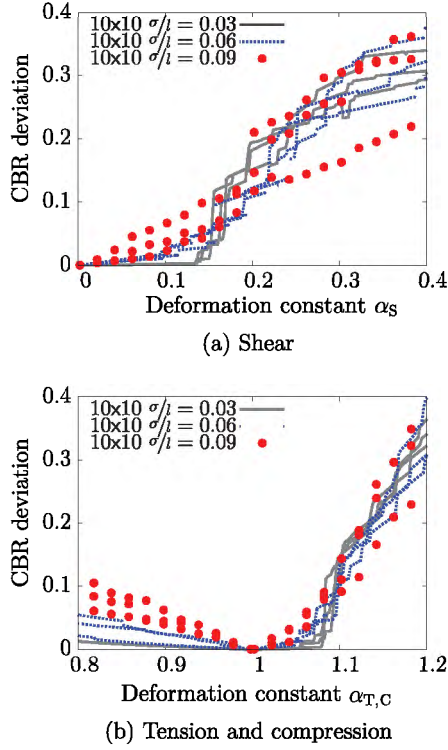 10x10 σ/l = 0.03
10x10 σ/l = 0.06
10x10 σ/l = 0.09
CBR deviation
0.4
0.3
0.2
0.1
0
0 0.1 0.2 0.3 0.4
Deformation constant αS
(a) Shear
10x10 σ/l = 0.03
10x10 σ/l = 0.06
10x10 σ/l = 0.09
CBR deviation
0.4
0.3
0.2
0.1
0
0.8 0.9 1 1.1 1.2
Deformation constant αT,C
(b) Tension and compression